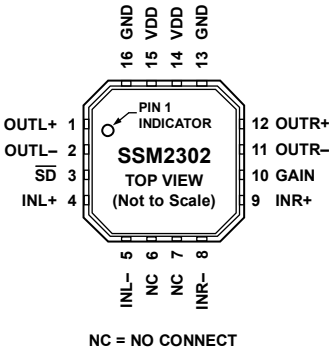 16 GND
15 VDD
14 VDD
13 GND
PIN 1
INDICATOR
OUTL+ 1
OUTL– 2
SD 3
INL+ 4
SSM2302
TOP VIEW
(Not to Scale)
12 OUTR+
11 OUTR–
10 GAIN
9 INR+
INL– 5
NC 6
NC 7
INR– 8
NC = NO CONNECT